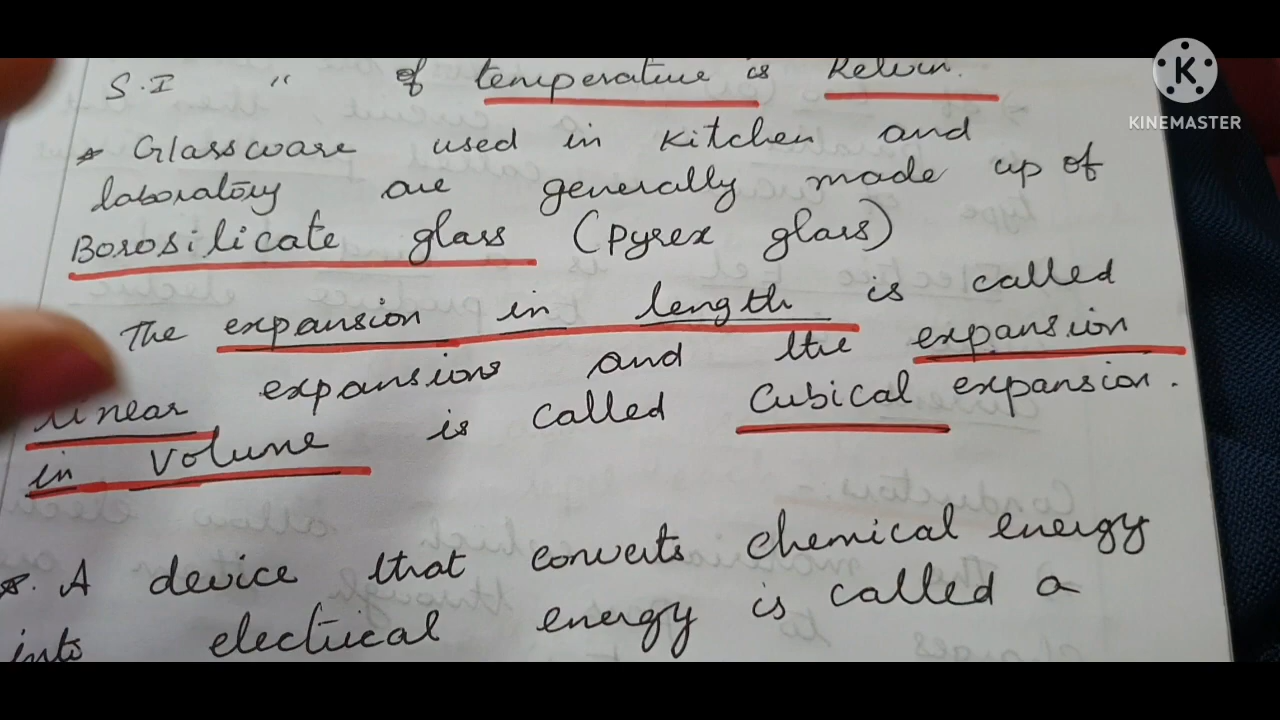 S.I " of temperature is Kelvin.
Glassware used in kitchen and
laboratory are generally made up of
Borosilicate glass (pyrex glass)
The expansion in length is called
linear expansions and the expansion
in volume is called Cubical expansion.
A device that converts chemical energy
into electrical energy is called a
KINEMASTER